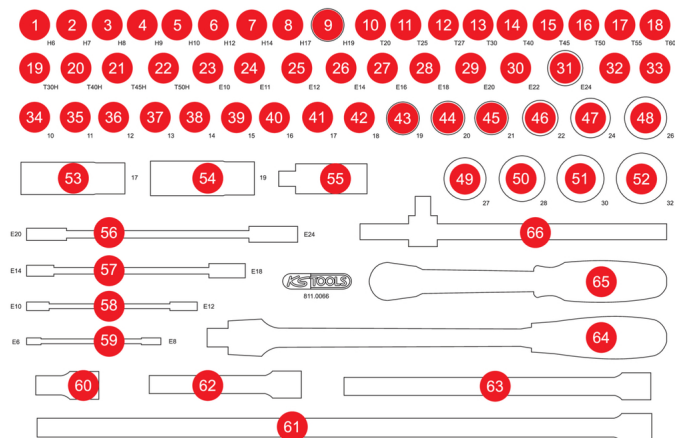 1 2 3 4 5 6 7 8 9 10 11 12 13 14 15 16 17 18
H6 H7 H8 H9 H10 H12 H14 H17 H19 T20 T25 T27 T30 T40 T45 T50 T55 T60
19 20 21 22 23 24 25 26 27 28 29 30 31 32 33
T30H T40H T45H T50H E10 E11 E12 E14 E16 E18 E20 E22 E24
34 35 36 37 38 39 40 41 42 43 44 45 46 47 48
10 11 12 13 14 15 16 17 18 19 20 21 22 24 26
53 17 54 19 55 49 50 51 52
27 28 30 32
E20 56 E24 66
E14 57 E18 65
KS TOOLS
811.0066
E10 58 E12
E6 59 E8 64
60 62 63
61